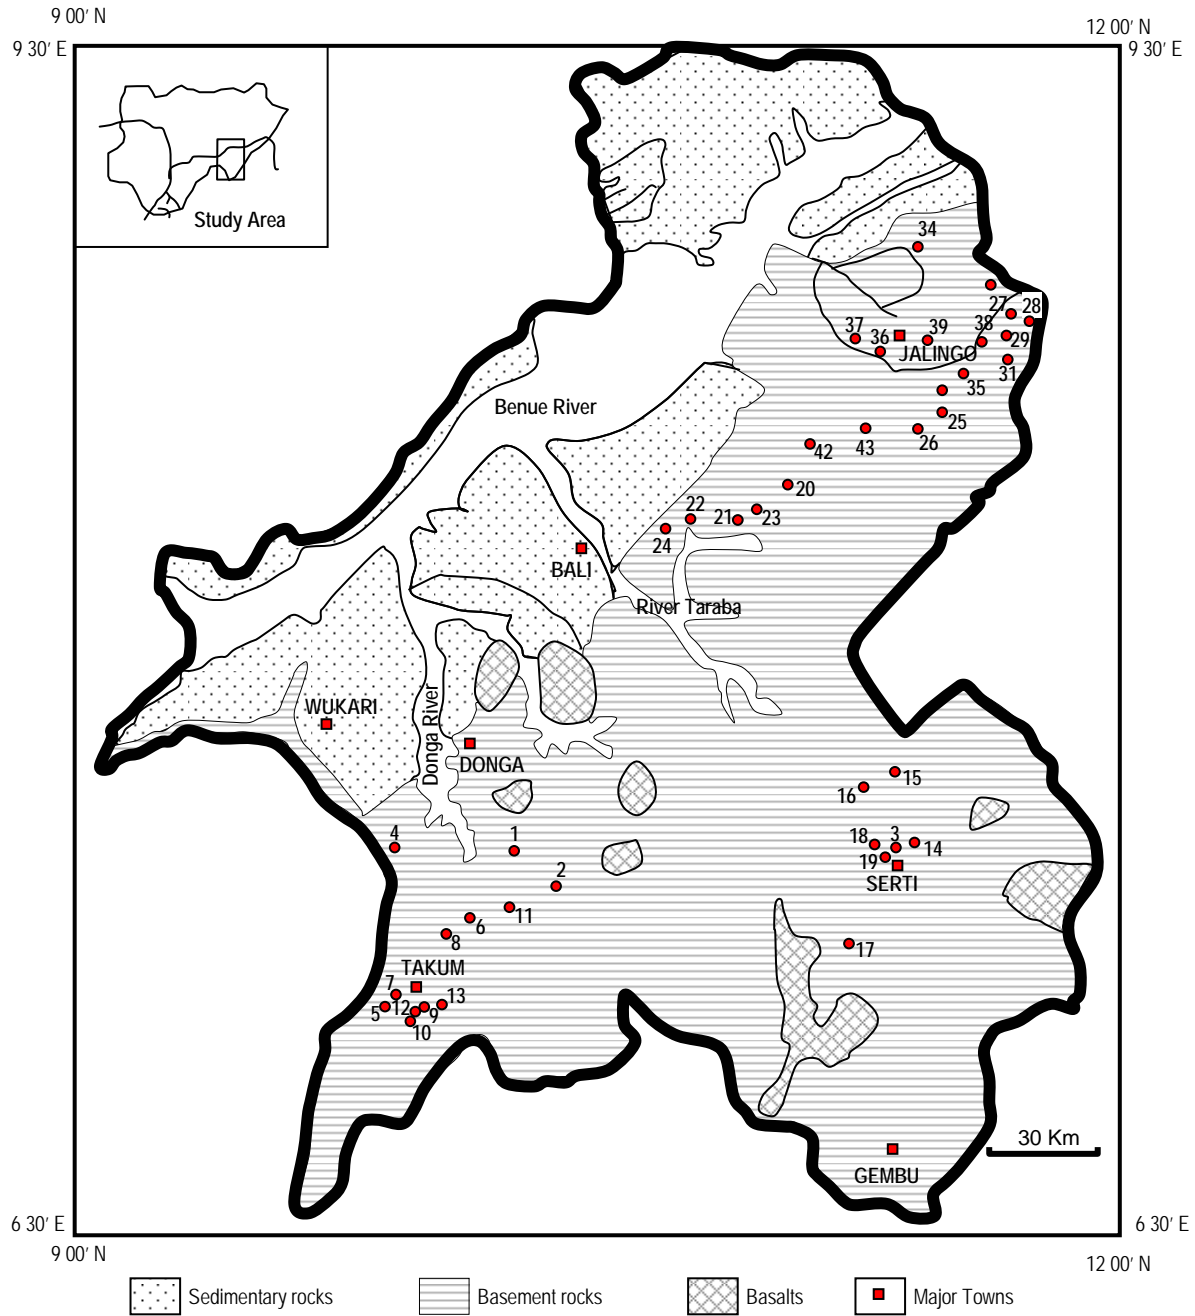 9 00' N
12 00' N
9 30' E
9 30' E
Study Area
34
27
28
37
36
39
38
29
JALINGO
31
35
Benue River
25
26
43
42
20
22
21
23
24
BALI
River Taraba
WUKARI
Donga River
DONGA
15
16
4
1
18
3
14
19
2
SERTI
11
6
8
17
TAKUM
7
5
12
9
13
10
30 Km
GEMBU
6 30' E
6 30' E
9 00' N
12 00' N
Sedimentary rocks
Basement rocks
Basalts
Major Towns